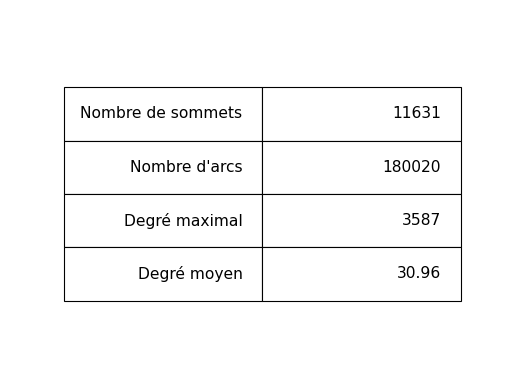 Nombre de sommets 11631
Nombre d'arcs 180020
Degré maximal 3587
Degré moyen 30.96